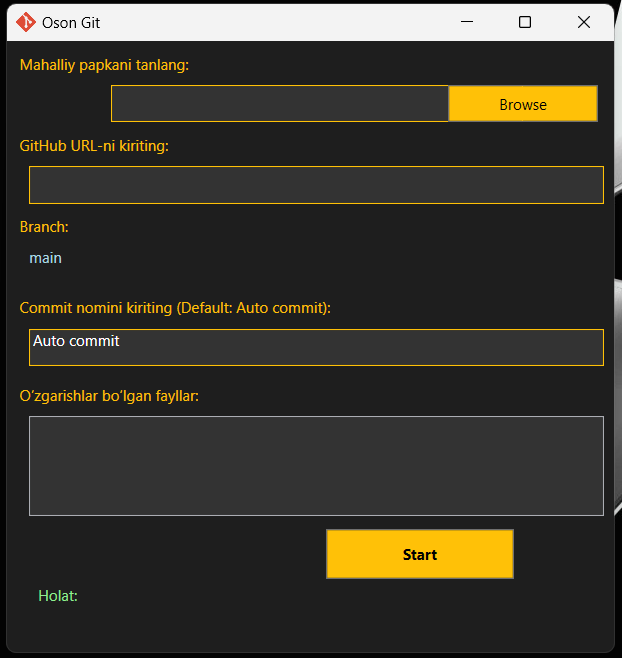 Oson Git
Mahalliy papkani tanlang:
Browse
GitHub URL-ni kiriting:
Branch:
main
Commit nomini kiriting (Default: Auto commit):
Auto commit
O‘zgarishlar bo‘lgan fayllar:
Start
Holat: